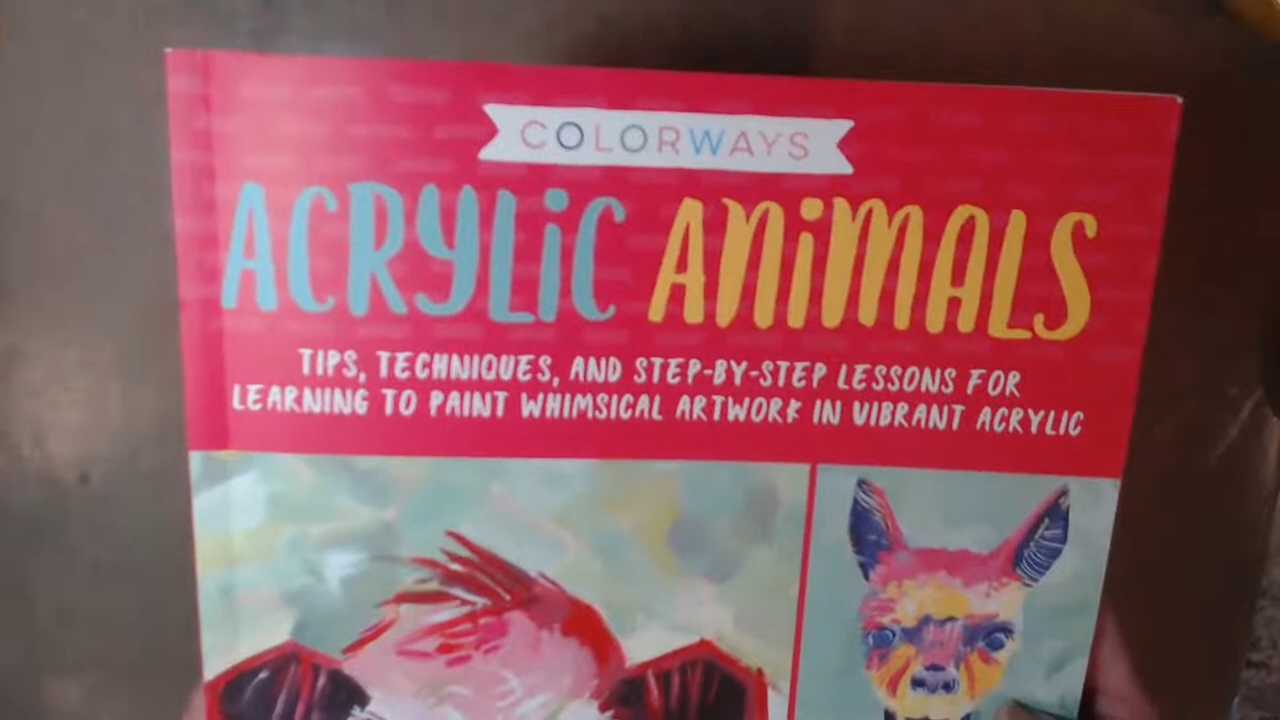 COLORWAYS
ACRYLiC ANiMALS
TIPS, TECHNIQUES, AND STEP-BY-STEP LESSONS FOR
LEARNING TO PAINT WHIMSICAL ARTWORK IN VIBRANT ACRYLIC